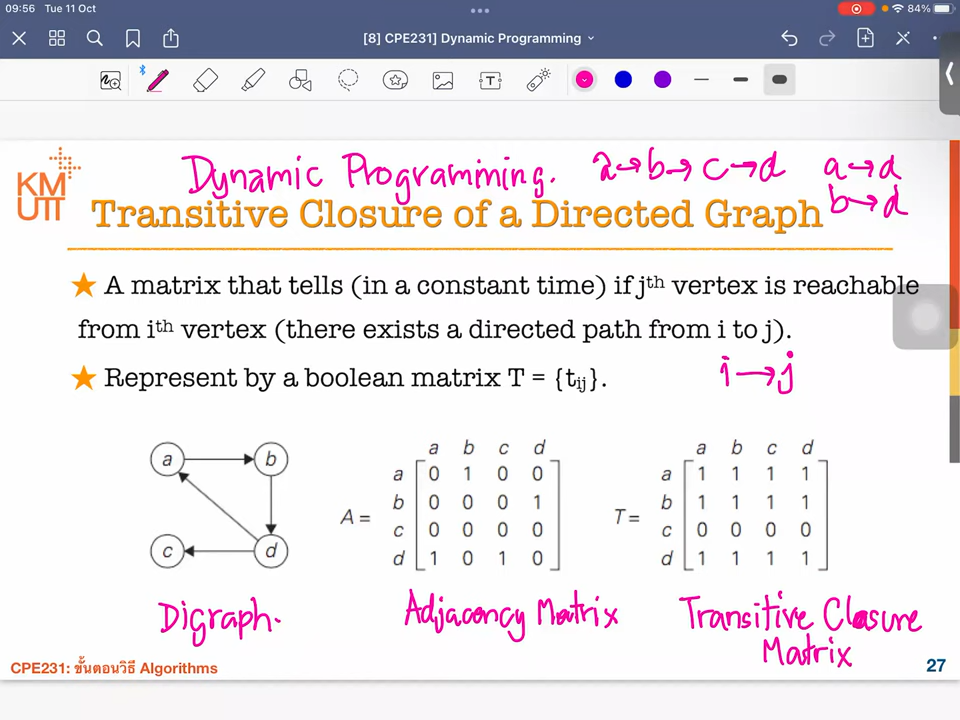 09:56 Tue 11 Oct
84%
[8] CPE231] Dynamic Programming
T
KM
UTT
Dynamic Programming. a→b→c→d a→d
b→d
Transitive Closure of a Directed Graph
★ A matrix that tells (in a constant time) if jth vertex is reachable
from ith vertex (there exists a directed path from i to j).
★ Represent by a boolean matrix T = {tij}.
i→j
a b
c d
a b c d
a 0 1 0 0
A = b 0 0 0 1
c 0 0 0 0
d 1 0 1 0
a b c d
a 1 1 1 1
T = b 1 1 1 1
c 0 0 0 0
d 1 1 1 1
Digraph.
Adjacency Matrix
Transitive Closure
Matrix
CPE231: ขั้นตอนวิธี Algorithms
27